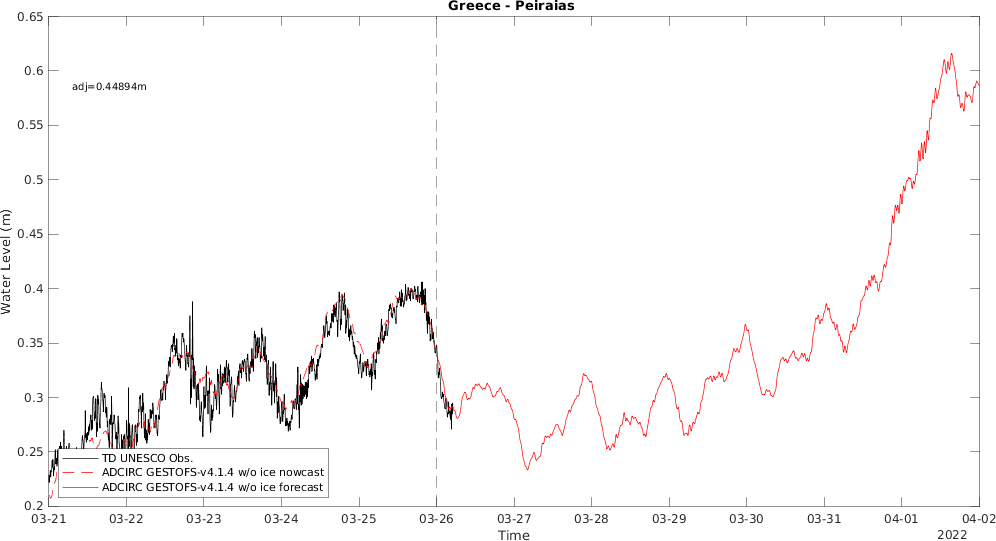 Greece - Peiraias
0.65
0.6
0.55
0.5
0.45
0.4
0.35
0.3
0.25
0.2
Water Level (m)
adj=0.44894m
TD UNESCO Obs.
ADCIRC GESTOFS-v4.1.4 w/o ice nowcast
ADCIRC GESTOFS-v4.1.4 w/o ice forecast
03-21 03-22 03-23 03-24 03-25 03-26 03-27 03-28 03-29 03-30 03-31 04-01 04-02
Time
2022